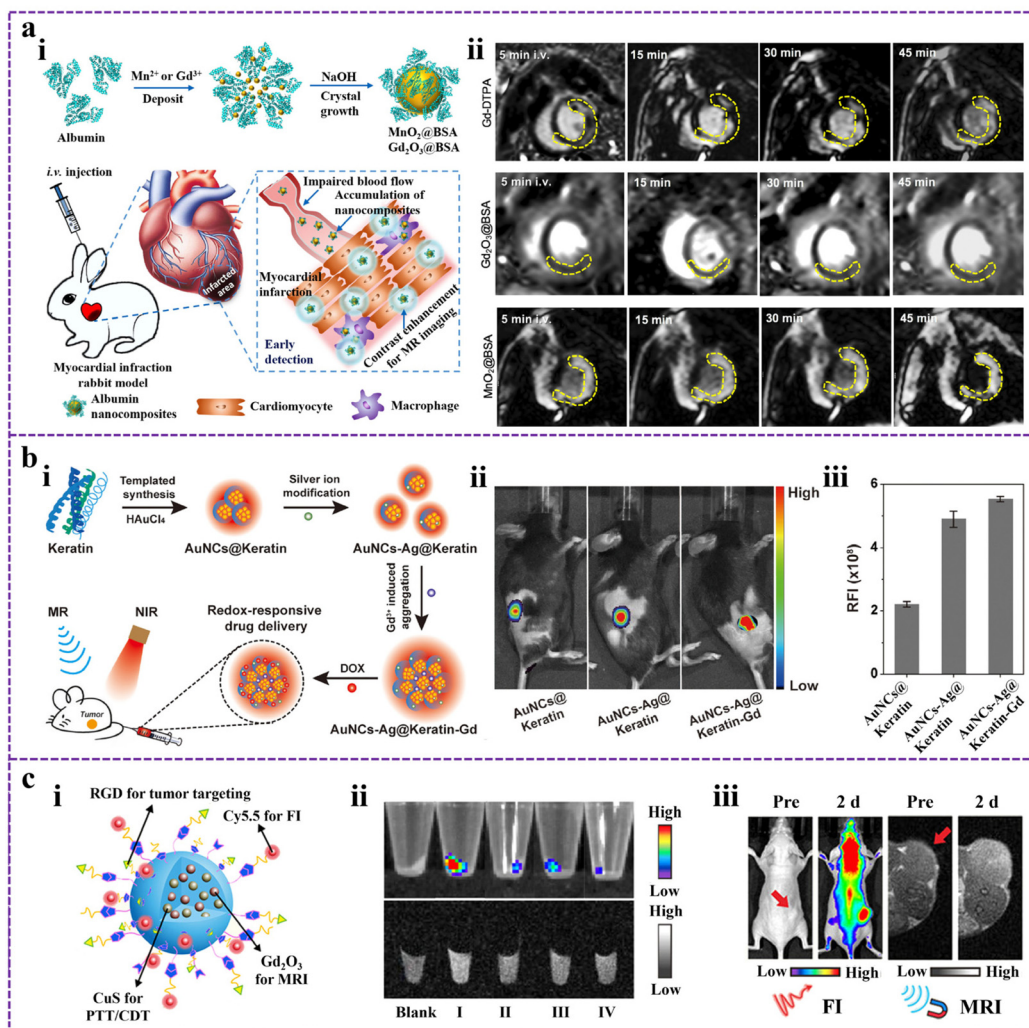 a
i
Mn²⁺ or Gd³⁺
Deposit
NaOH
Crystal
growth
Albumin
MnO₂@BSA
Gd₂O₃@BSA
i.v. injection
Impaired blood flow
Accumulation of
nanocomposites
Myocardial
infarction
Infarcted
area
Early
detection
Contrast enhancement
for MR imaging
Myocardial infraction
rabbit model
Albumin
nanocomposites
Cardiomyocyte
Macrophage
ii
Gd-DTPA
5 min i.v.
15 min
30 min
45 min
Gd₂O₃@BSA
5 min i.v.
15 min
30 min
45 min
MnO₂@BSA
5 min i.v.
15 min
30 min
45 min
b
i
Templated
synthesis
HAuCl₄
Silver ion
modification
Keratin
AuNCs@Keratin
AuNCs-Ag@Keratin
Gd³⁺ induced
aggregation
MR
NIR
Redox-responsive
drug delivery
DOX
Tumor
AuNCs-Ag@Keratin-Gd
ii
High
Low
AuNCs@
Keratin
AuNCs-Ag@
Keratin
AuNCs-Ag@
Keratin-Gd
iii
RFI (x10⁸)
6
4
2
0
AuNCs@
Keratin
AuNCs-Ag@
Keratin
AuNCs-Ag@
Keratin-Gd
c
i
RGD for tumor targeting
Cy5.5 for FI
Gd₂O₃
for MRI
CuS for
PTT/CDT
ii
High
Low
High
Low
Blank I II III IV
iii
Pre 2 d Pre 2 d
Low High Low High
FI MRI